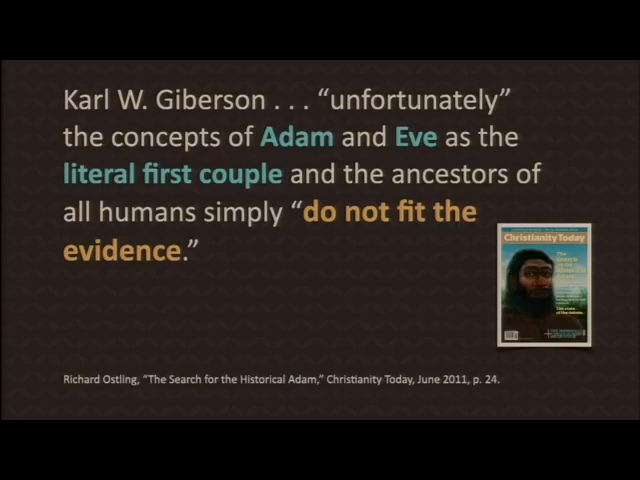 Karl W. Giberson . . . “unfortunately”
the concepts of Adam and Eve as the
literal first couple and the ancestors of
all humans simply “do not fit the
evidence.”
Christianity Today
The
Search
Richard Ostling, “The Search for the Historical Adam,” Christianity Today, June 2011, p. 24.